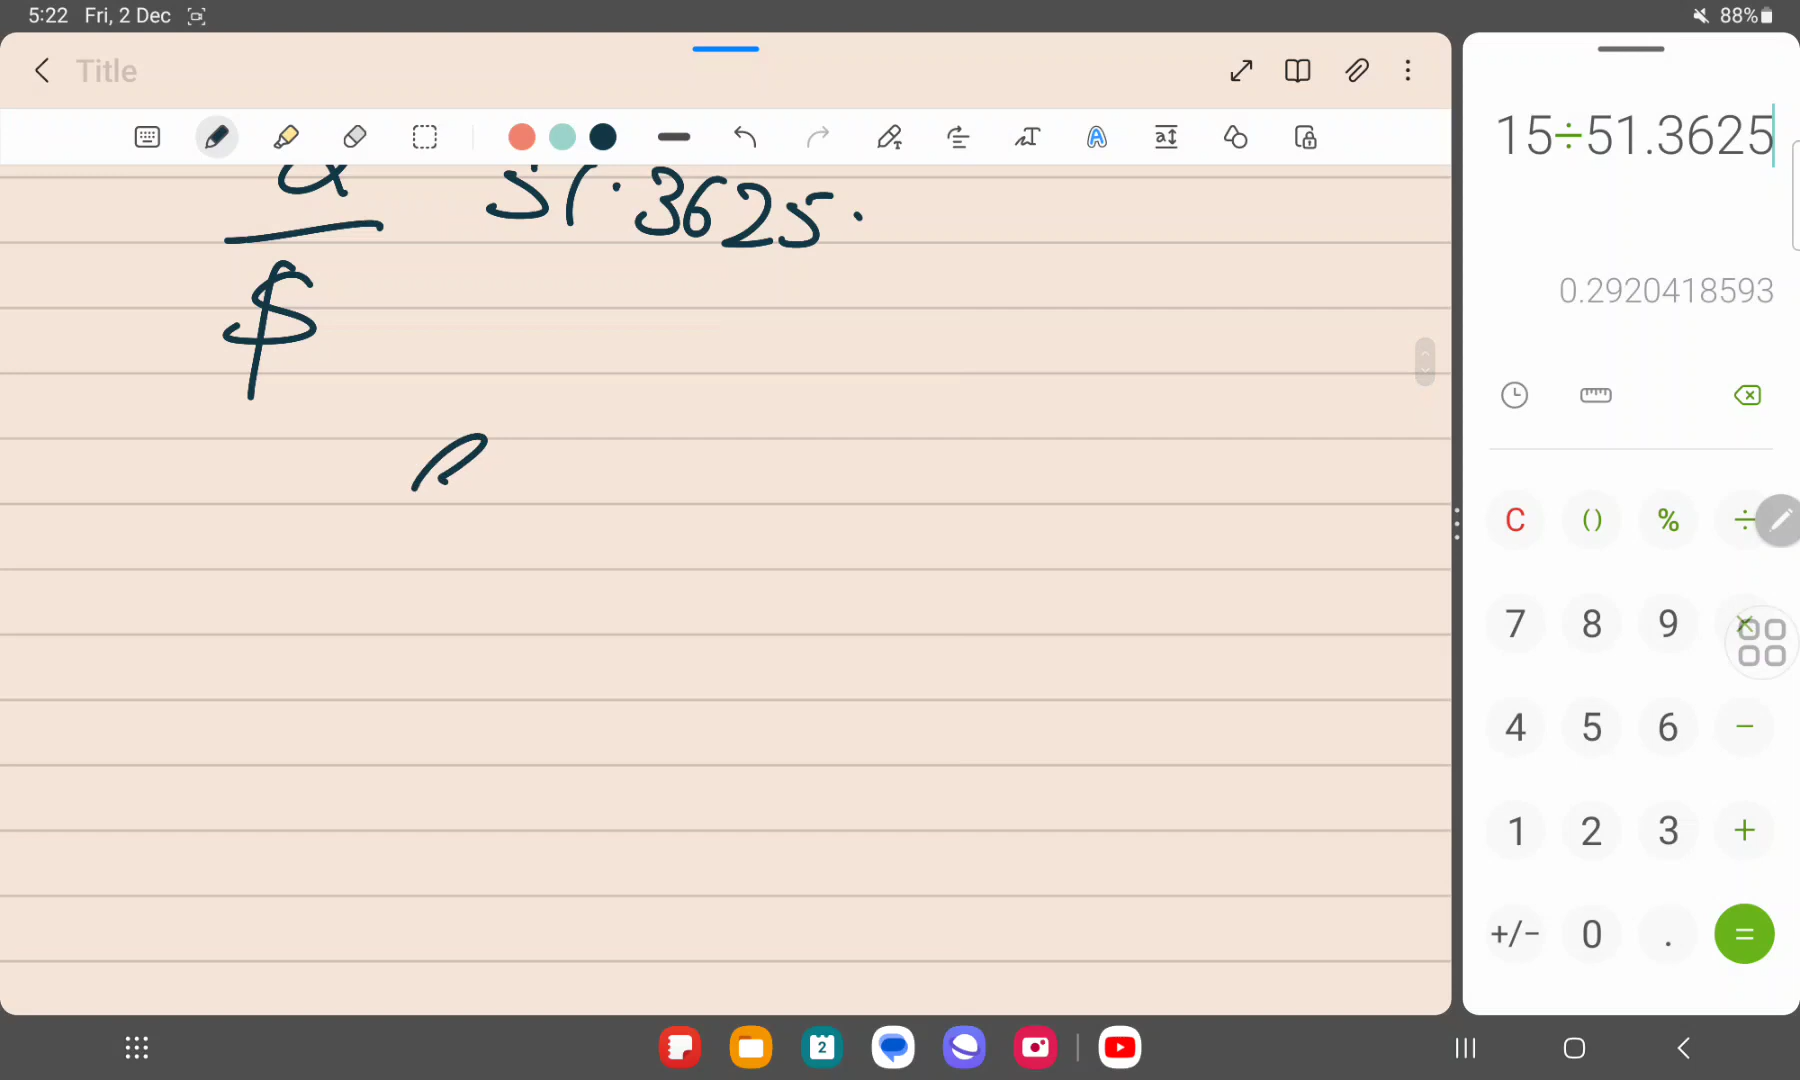 5:22 Fri, 2 Dec
88%
Title
a
51.3625.
$
15÷51.3625
0.2920418593
C () % ÷
7 8 9 ×
4 5 6 −
1 2 3 +
+/− 0 . =
2